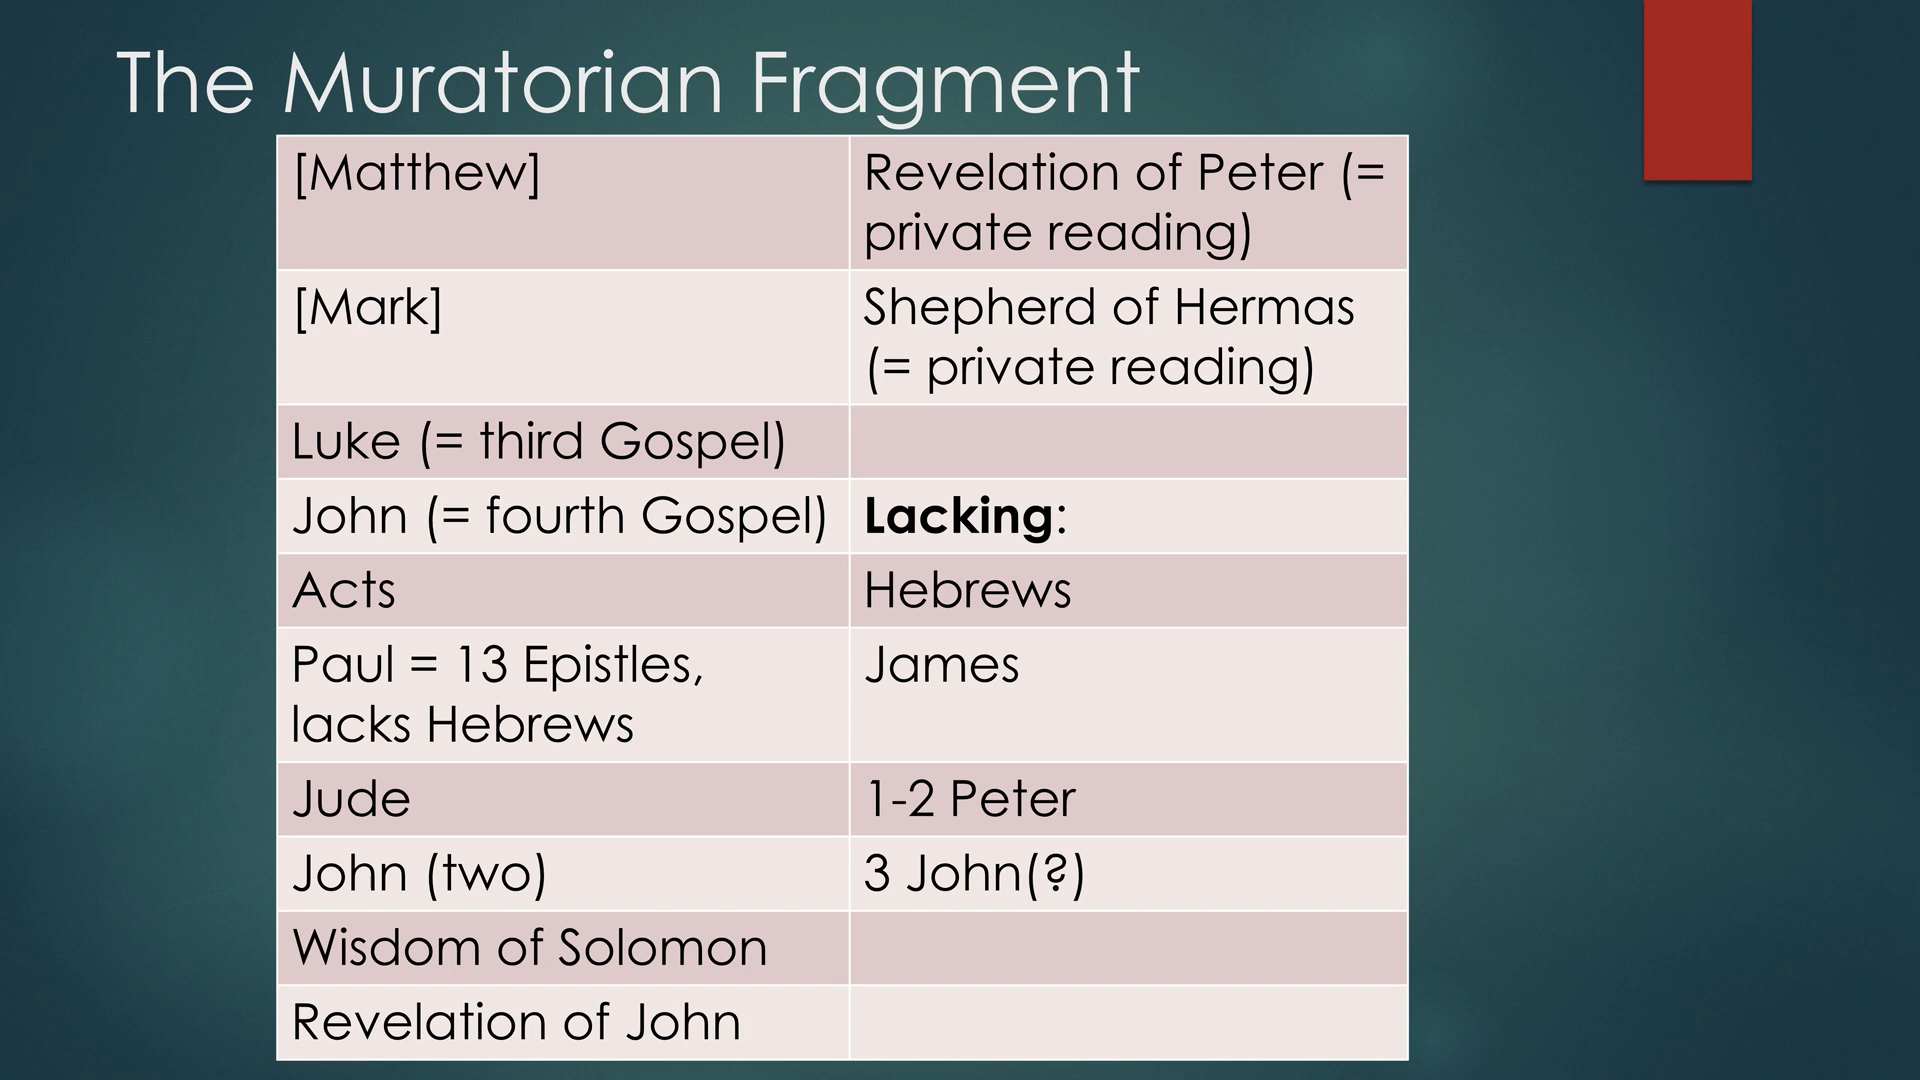 The Muratorian Fragment
[Matthew]
Revelation of Peter (=
private reading)
[Mark]
Shepherd of Hermas
(= private reading)
Luke (= third Gospel)
John (= fourth Gospel)
Lacking:
Acts
Hebrews
Paul = 13 Epistles,
lacks Hebrews
James
Jude
1-2 Peter
John (two)
3 John(?)
Wisdom of Solomon
Revelation of John